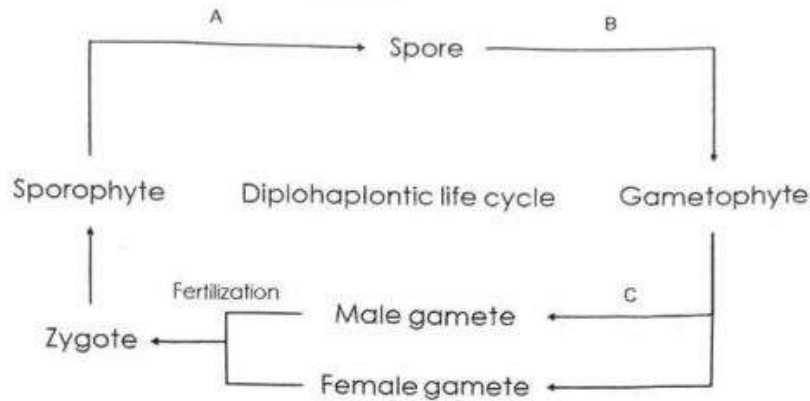 A
B
Spore
Sporophyte
Diplohaplontic life cycle
Gametophyte
Fertilization
C
Male gamete
Zygote
Female gamete